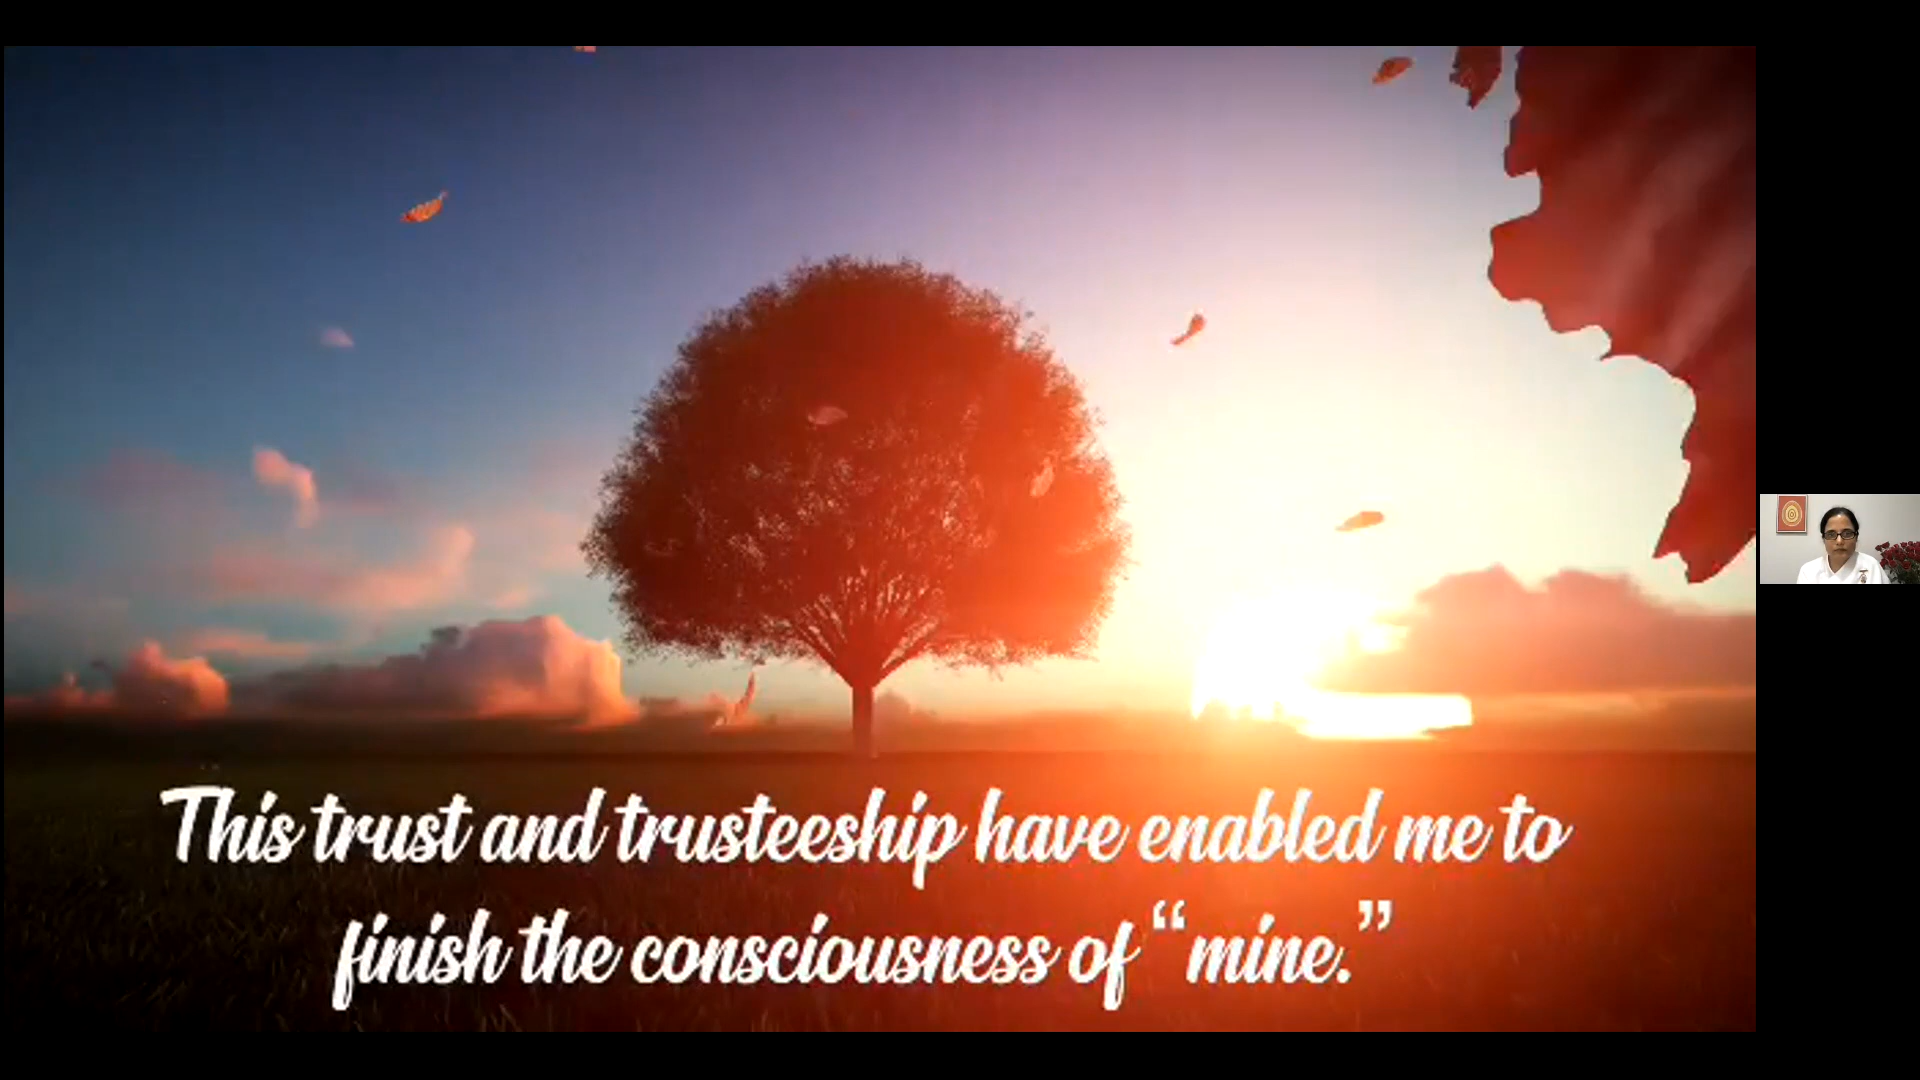 This trust and trusteeship have enabled me to
finish the consciousness of “mine.”